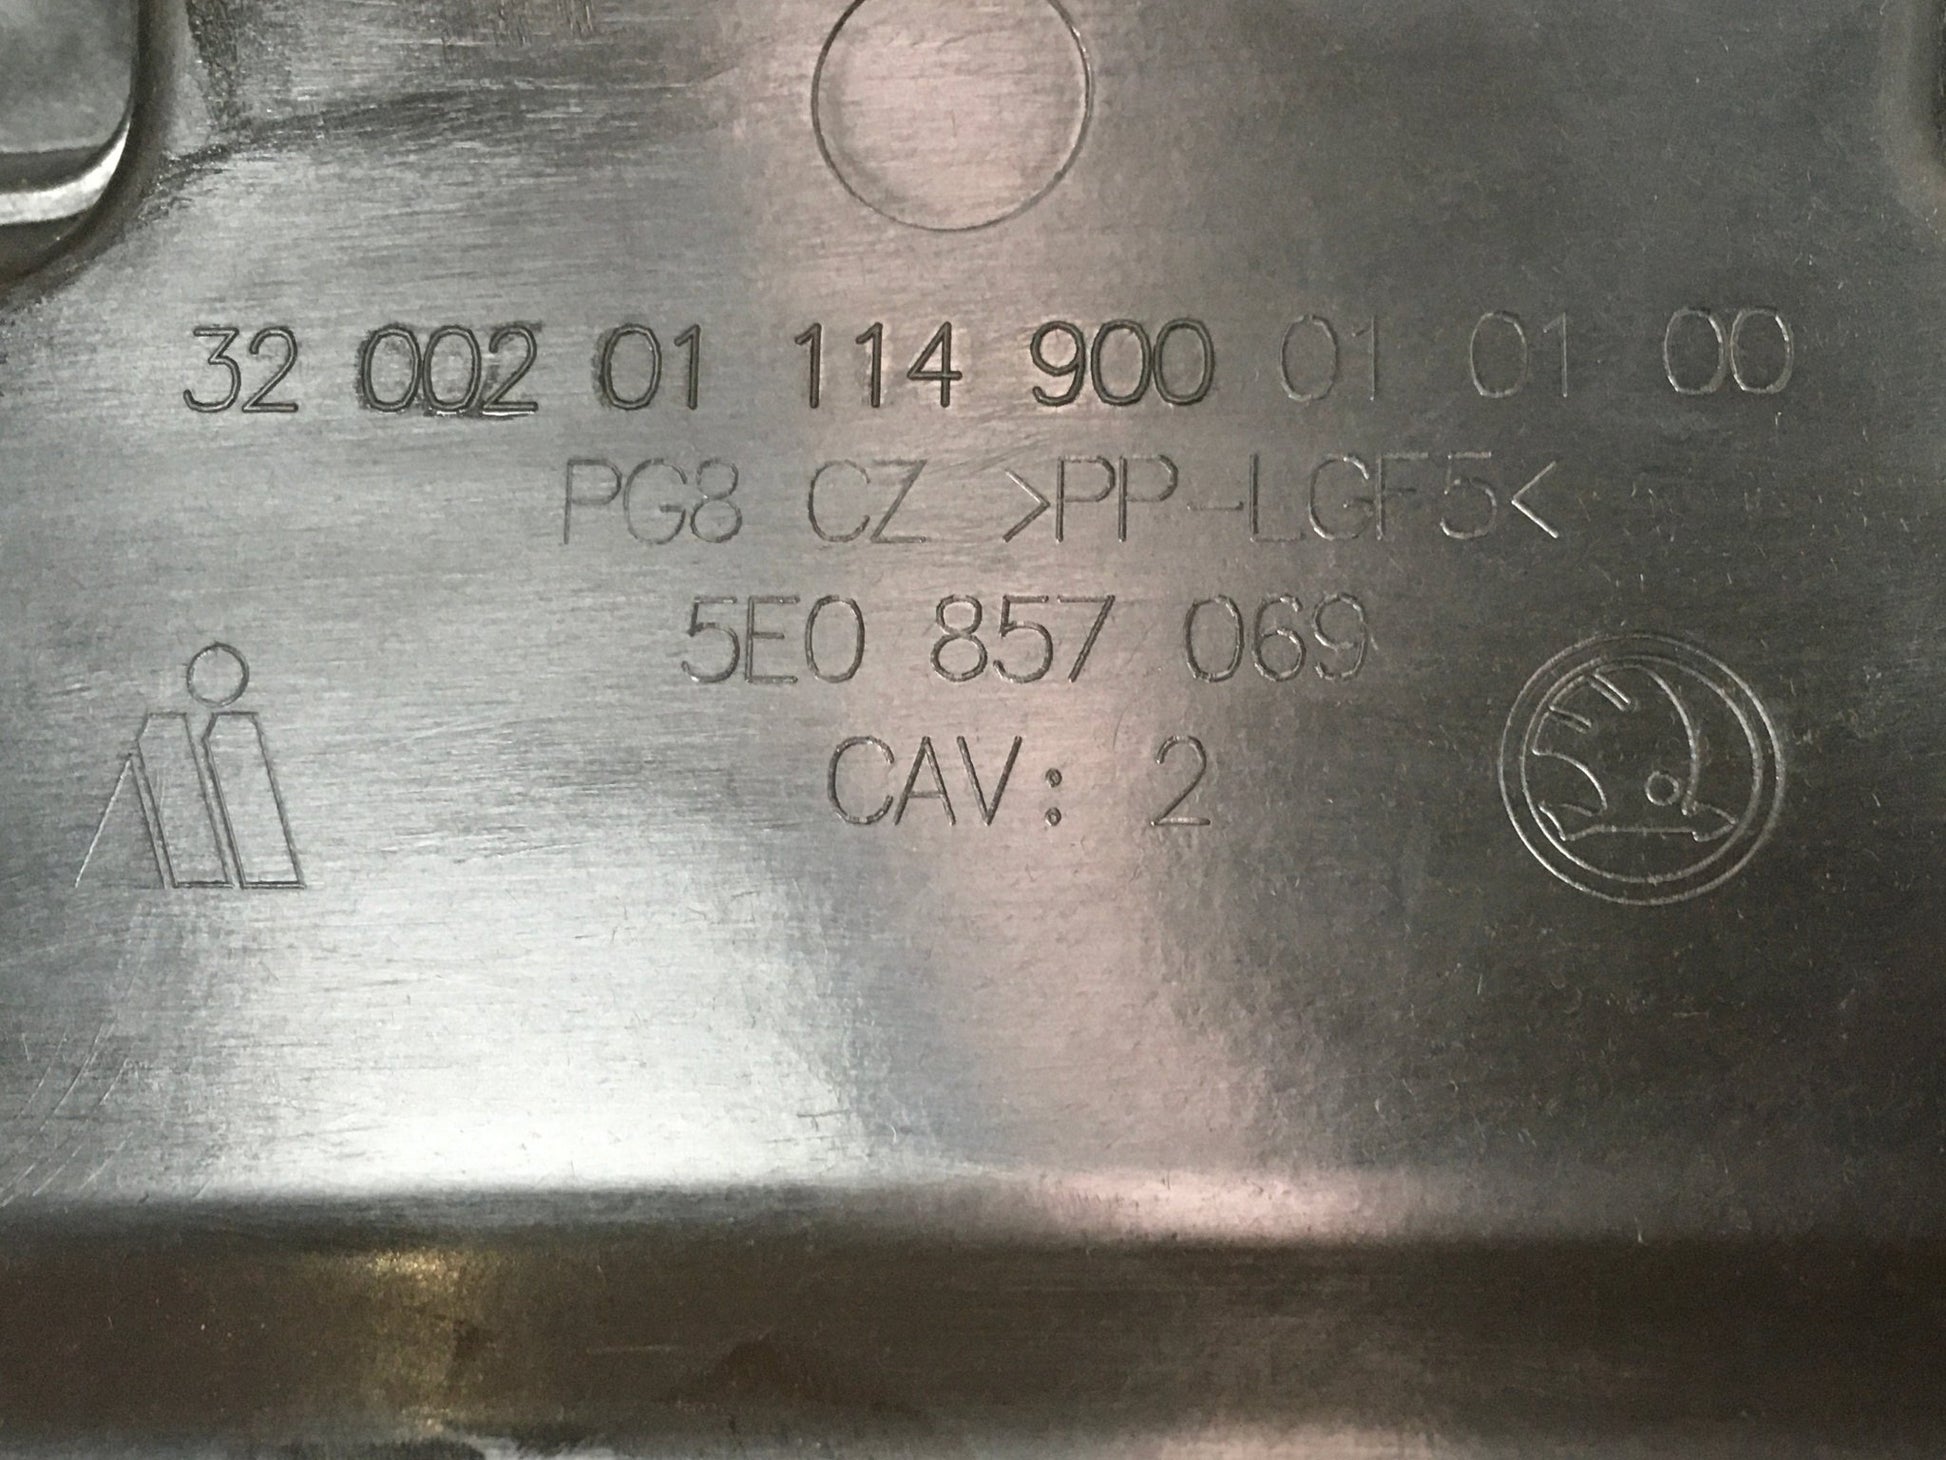 32 002 01 114 900 01 01 00
PG8 CZ >PP-LGF5<
5E0 857 069
CAV: 2